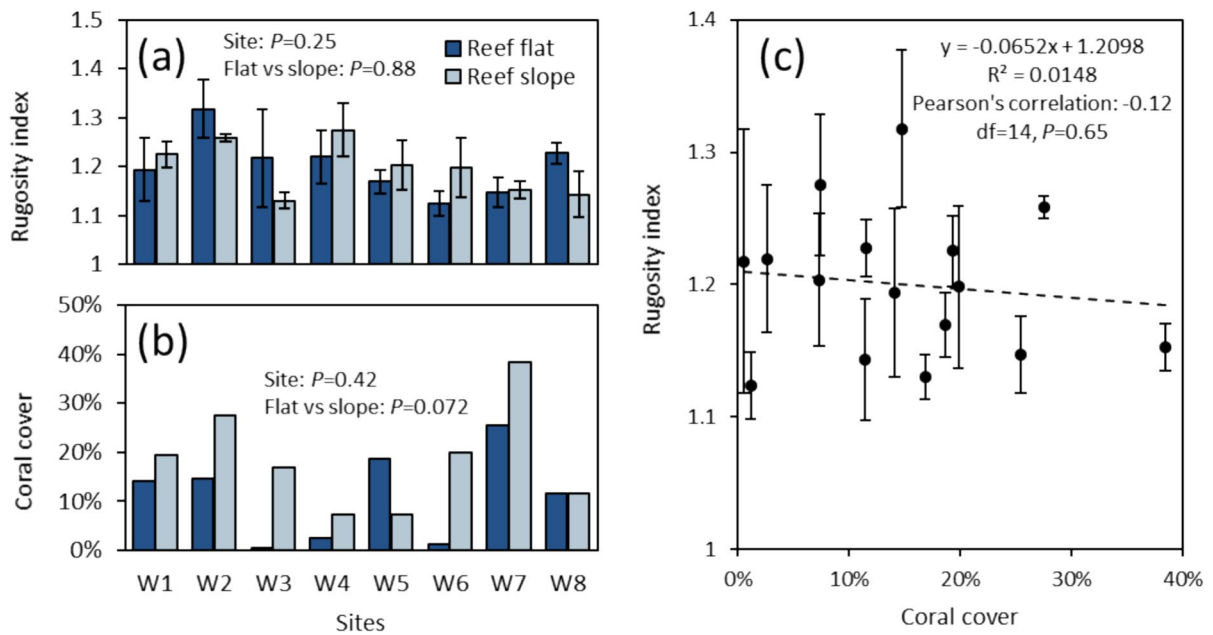 (a)
Site: P=0.25
Flat vs slope: P=0.88
Reef flat
Reef slope
Rugosity index
1.5
1.4
1.3
1.2
1.1
1
(b)
Site: P=0.42
Flat vs slope: P=0.072
Coral cover
50%
40%
30%
20%
10%
0%
W1 W2 W3 W4 W5 W6 W7 W8
Sites
(c)
y = -0.0652x + 1.2098
R² = 0.0148
Pearson's correlation: -0.12
df=14, P=0.65
Rugosity index
1.4
1.3
1.2
1.1
1
0% 10% 20% 30% 40%
Coral cover